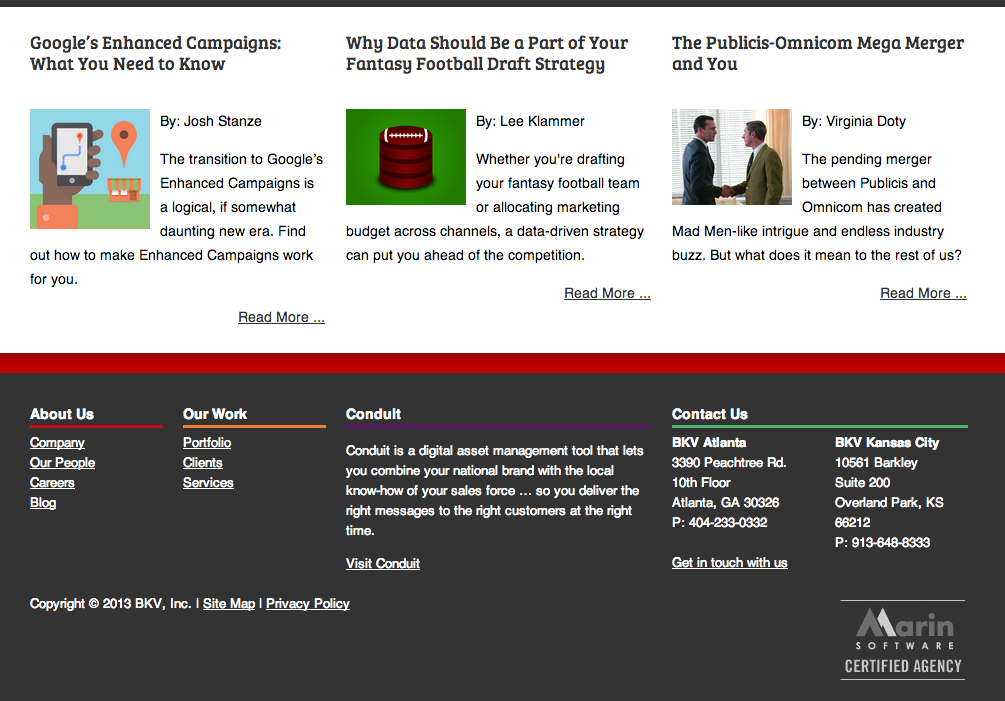 Google's Enhanced Campaigns:
What You Need to Know
By: Josh Stanze
The transition to Google's
Enhanced Campaigns is
a logical, if somewhat
daunting new era. Find
out how to make Enhanced Campaigns work
for you.
Read More ...
Why Data Should Be a Part of Your
Fantasy Football Draft Strategy
By: Lee Klammer
Whether you're drafting
your fantasy football team
or allocating marketing
budget across channels, a data-driven strategy
can put you ahead of the competition.
Read More ...
The Publicis-Omnicom Mega Merger
and You
By: Virginia Doty
The pending merger
between Publicis and
Omnicom has created
Mad Men-like intrigue and endless industry
buzz. But what does it mean to the rest of us?
Read More ...
About Us
Company
Our People
Careers
Blog
Our Work
Portfolio
Clients
Services
Conduit
Conduit is a digital asset management tool that lets
you combine your national brand with the local
know-how of your sales force … so you deliver the
right messages to the right customers at the right
time.
Visit Conduit
Contact Us
BKV Atlanta
3390 Peachtree Rd.
10th Floor
Atlanta, GA 30326
P: 404-233-0332
Get in touch with us
BKV Kansas City
10561 Barkley
Suite 200
Overland Park, KS
66212
P: 913-648-8333
Copyright © 2013 BKV, Inc. | Site Map | Privacy Policy
Marin
SOFTWARE
CERTIFIED AGENCY